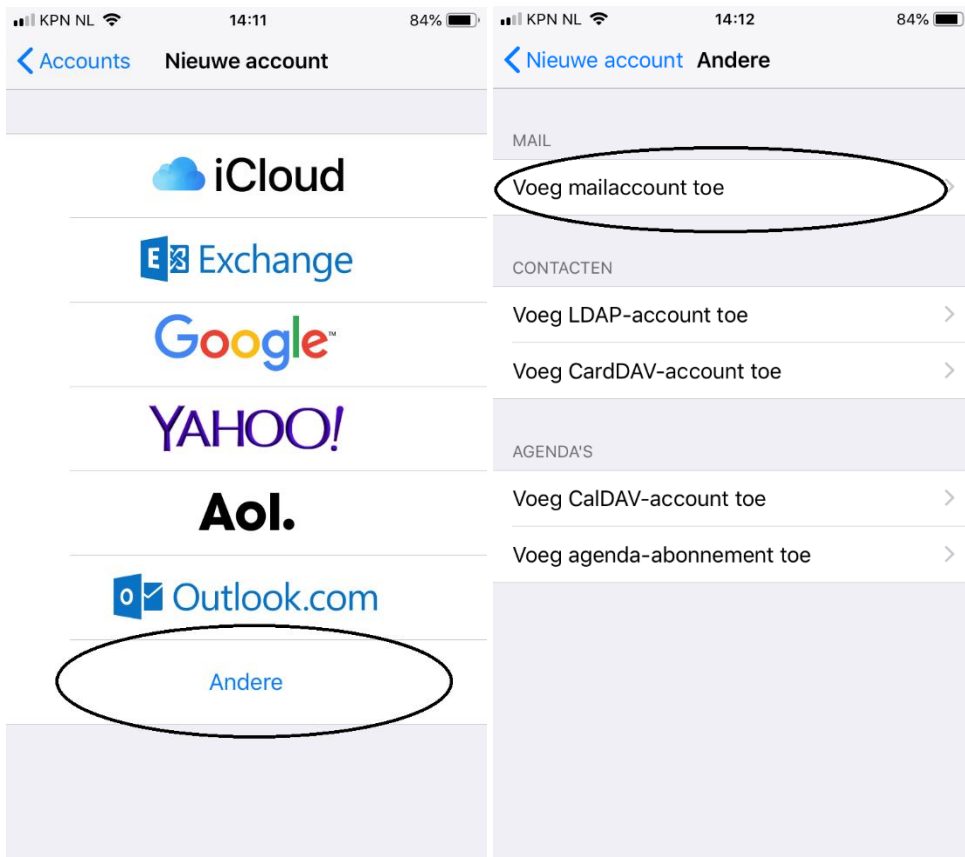 KPN NL 14:11 84%
Accounts Nieuwe account
iCloud
Exchange
Google™
YAHOO!
Aol.
Outlook.com
Andere
KPN NL 14:12 84%
Nieuwe account Andere
MAIL
Voeg mailaccount toe
CONTACTEN
Voeg LDAP-account toe
Voeg CardDAV-account toe
AGENDA'S
Voeg CalDAV-account toe
Voeg agenda-abonnement toe